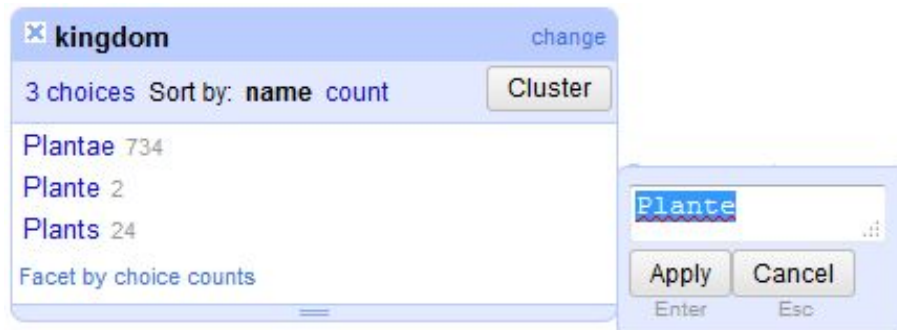 kingdom change
3 choices Sort by: name count Cluster
Plantae 734
Plante 2
Plants 24
Facet by choice counts
Plante
Apply Cancel
Enter Esc